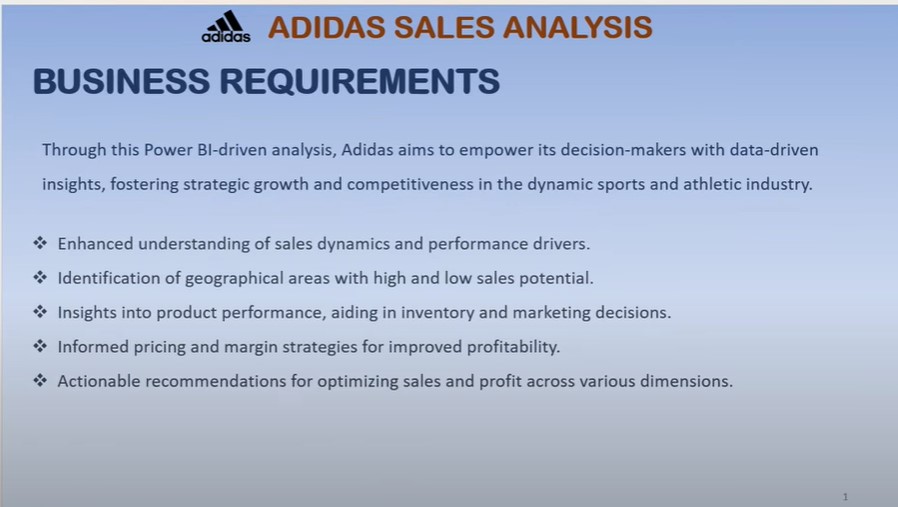 adidas ADIDAS SALES ANALYSIS
BUSINESS REQUIREMENTS
Through this Power BI-driven analysis, Adidas aims to empower its decision-makers with data-driven
insights, fostering strategic growth and competitiveness in the dynamic sports and athletic industry.
❖ Enhanced understanding of sales dynamics and performance drivers.
❖ Identification of geographical areas with high and low sales potential.
❖ Insights into product performance, aiding in inventory and marketing decisions.
❖ Informed pricing and margin strategies for improved profitability.
❖ Actionable recommendations for optimizing sales and profit across various dimensions.
1